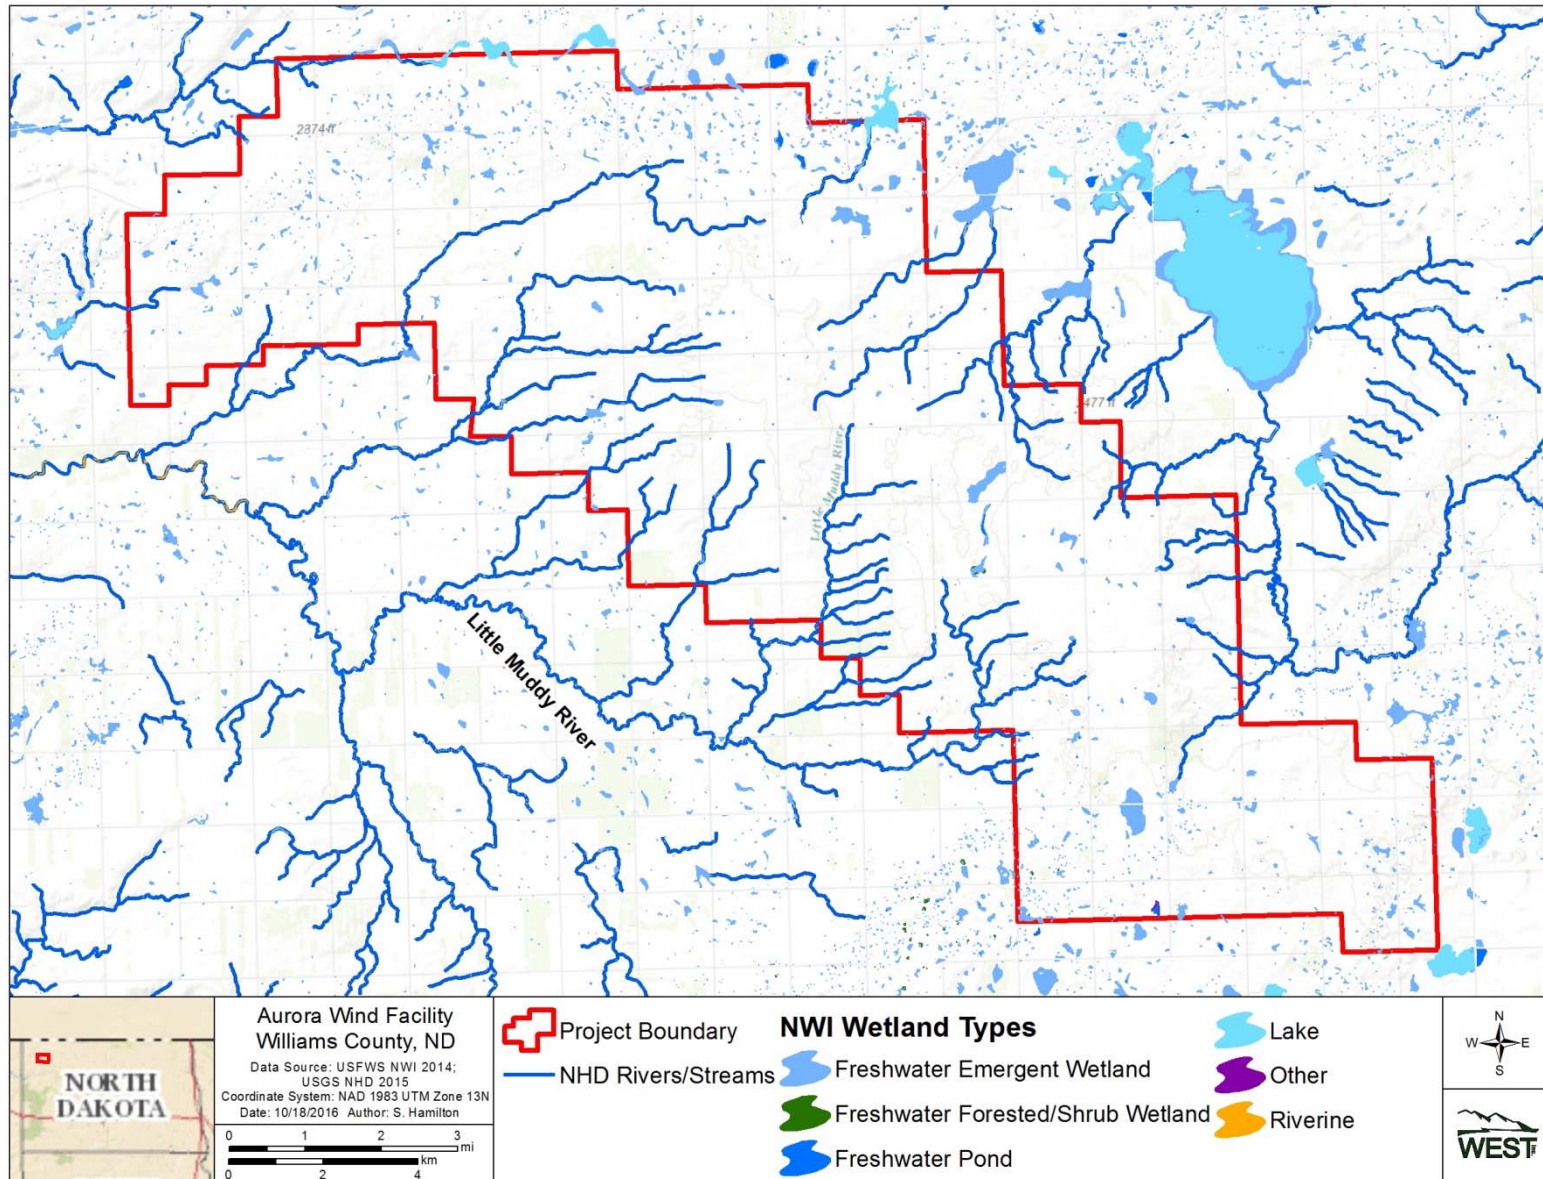 2374 ft
2477 ft
Little Muddy River
Little Muddy River
NORTH
DAKOTA
Aurora Wind Facility
Williams County, ND
Data Source: USFWS NWI 2014;
USGS NHD 2015
Coordinate System: NAD 1983 UTM Zone 13N
Date: 10/18/2016 Author: S. Hamilton
0 1 2 3
mi
km
0 2 4
Project Boundary
NHD Rivers/Streams
NWI Wetland Types
Freshwater Emergent Wetland
Freshwater Forested/Shrub Wetland
Freshwater Pond
Lake
Other
Riverine
N
W E
S
WEST